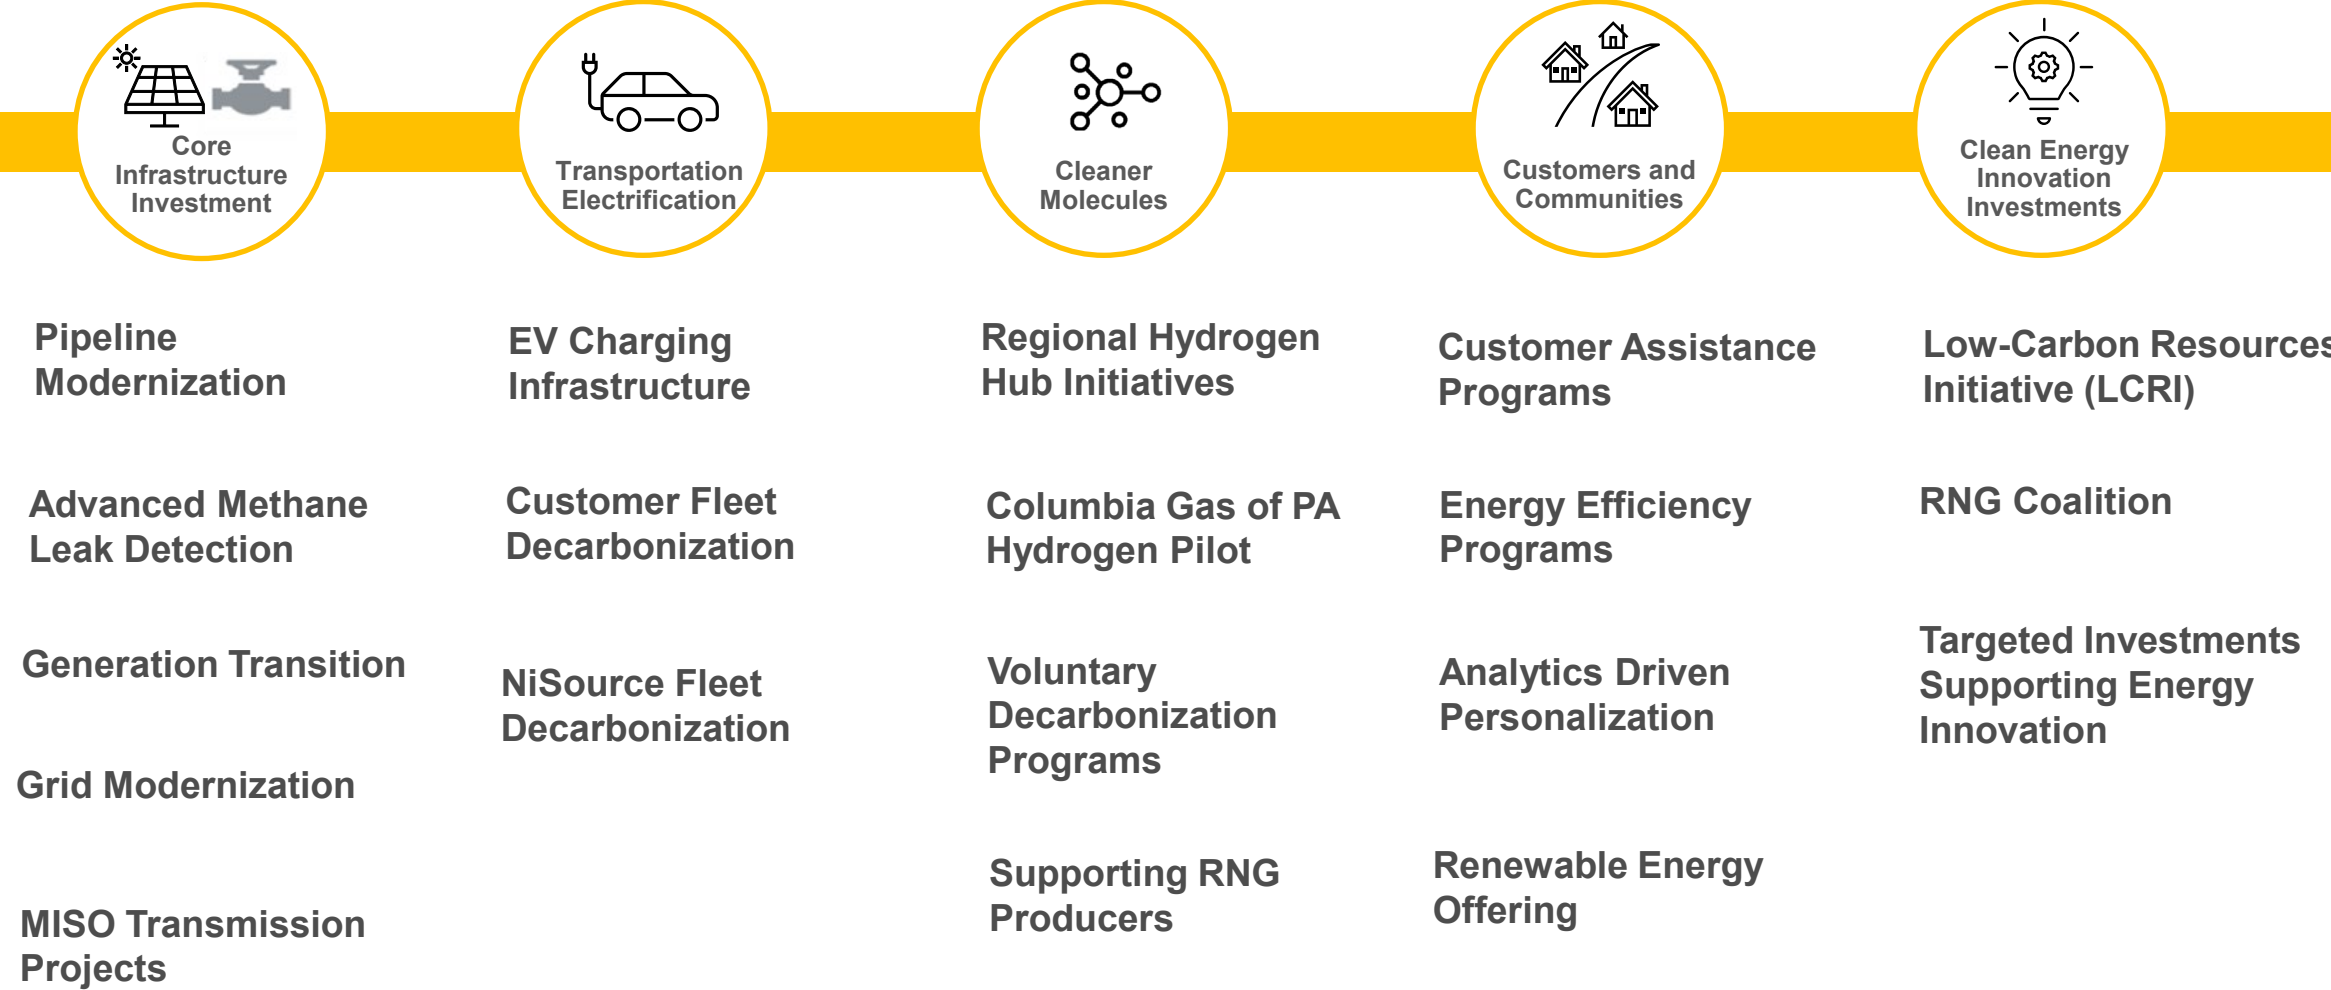 Core
Infrastructure
Investment
Transportation
Electrification
Cleaner
Molecules
Customers and
Communities
Clean Energy
Innovation
Investments
Pipeline
Modernization
Advanced Methane
Leak Detection
Generation Transition
Grid Modernization
MISO Transmission
Projects
EV Charging
Infrastructure
Customer Fleet
Decarbonization
NiSource Fleet
Decarbonization
Regional Hydrogen
Hub Initiatives
Columbia Gas of PA
Hydrogen Pilot
Voluntary
Decarbonization
Programs
Supporting RNG
Producers
Customer Assistance
Programs
Energy Efficiency
Programs
Analytics Driven
Personalization
Renewable Energy
Offering
Low-Carbon Resources
Initiative (LCRI)
RNG Coalition
Targeted Investments
Supporting Energy
Innovation